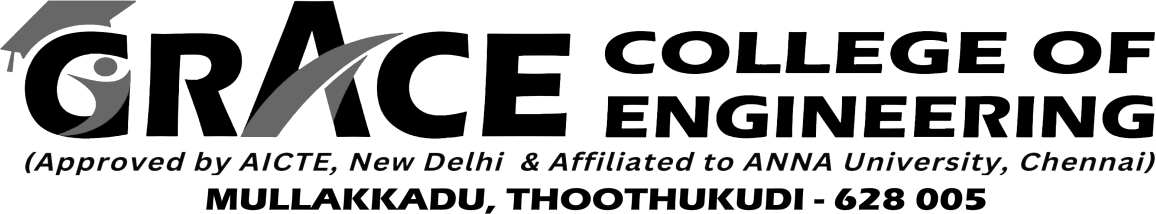 GRACE COLLEGE OF
ENGINEERING
(Approved by AICTE, New Delhi & Affiliated to ANNA University, Chennai)
MULLAKKADU, THOOTHUKUDI - 628 005